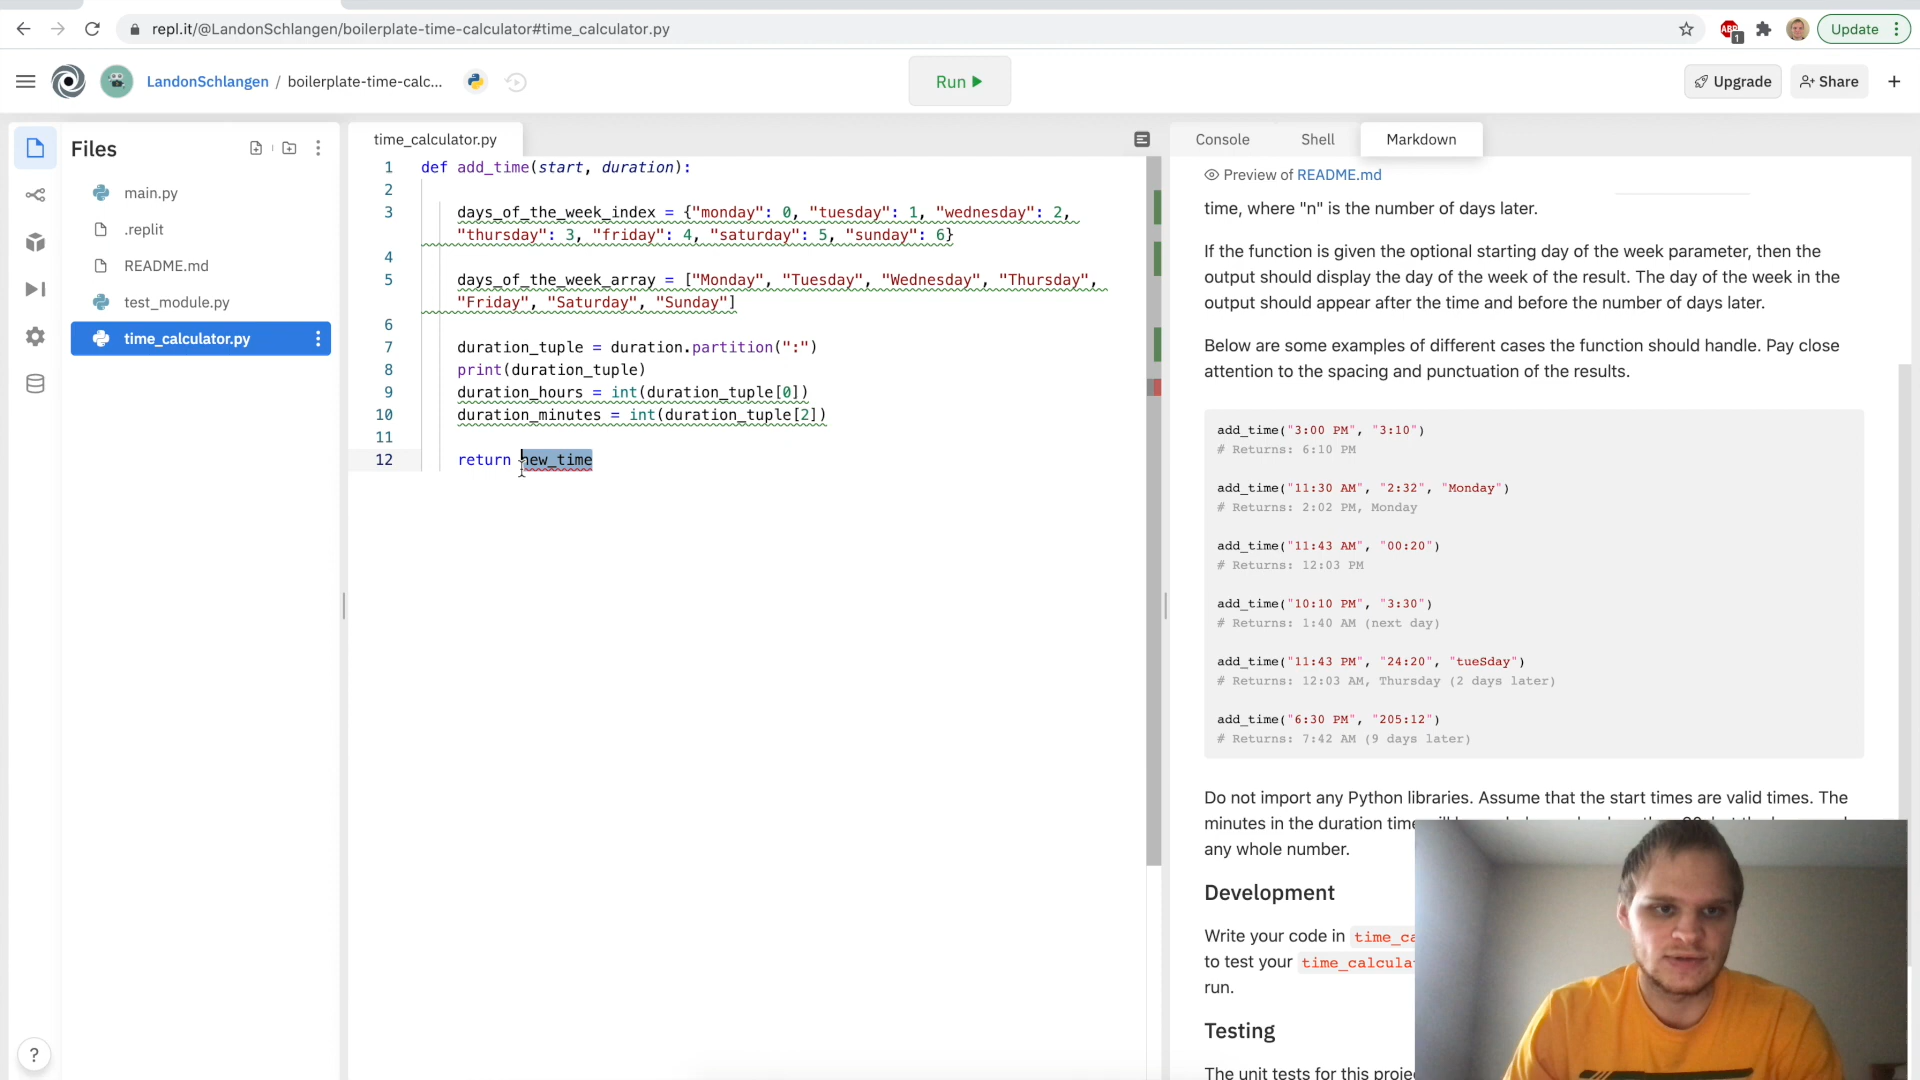 repl.it/@LandonSchlangen/boilerplate-time-calculator#time_calculator.py
ABP
1
Update
LandonSchlangen / boilerplate-time-calc...
Run
Upgrade
Share
Files
main.py
.replit
README.md
test_module.py
time_calculator.py
?
time_calculator.py
1 def add_time(start, duration):
2
3 days_of_the_week_index = {"monday": 0, "tuesday": 1, "wednesday": 2,
"thursday": 3, "friday": 4, "saturday": 5, "sunday": 6}
4
5 days_of_the_week_array = ["Monday", "Tuesday", "Wednesday", "Thursday",
"Friday", "Saturday", "Sunday"]
6
7 duration_tuple = duration.partition(":")
8 print(duration_tuple)
9 duration_hours = int(duration_tuple[0])
10 duration_minutes = int(duration_tuple[2])
11
12 return new_time
Console Shell Markdown
Preview of README.md
time, where "n" is the number of days later.
If the function is given the optional starting day of the week parameter, then the
output should display the day of the week of the result. The day of the week in the
output should appear after the time and before the number of days later.
Below are some examples of different cases the function should handle. Pay close
attention to the spacing and punctuation of the results.
add_time("3:00 PM", "3:10")
# Returns: 6:10 PM
add_time("11:30 AM", "2:32", "Monday")
# Returns: 2:02 PM, Monday
add_time("11:43 AM", "00:20")
# Returns: 12:03 PM
add_time("10:10 PM", "3:30")
# Returns: 1:40 AM (next day)
add_time("11:43 PM", "24:20", "tueSday")
# Returns: 12:03 AM, Thursday (2 days later)
add_time("6:30 PM", "205:12")
# Returns: 7:42 AM (9 days later)
Do not import any Python libraries. Assume that the start times are valid times. The
minutes in the duration time
any whole number.
Development
Write your code in time_ca
to test your time_calcula
run.
Testing
The unit tests for this proje